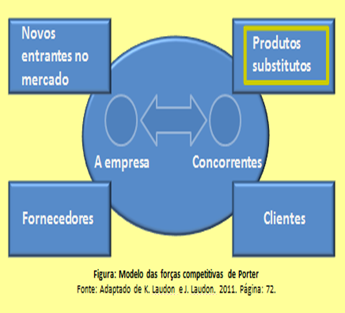 Novos
entrantes no
mercado
Produtos
substitutos
A empresa
Concorrentes
Fornecedores
Clientes
Figura: Modelo das forças competitivas de Porter
Fonte: Adaptado de K. Laudon e J. Laudon. 2011. Página: 72.